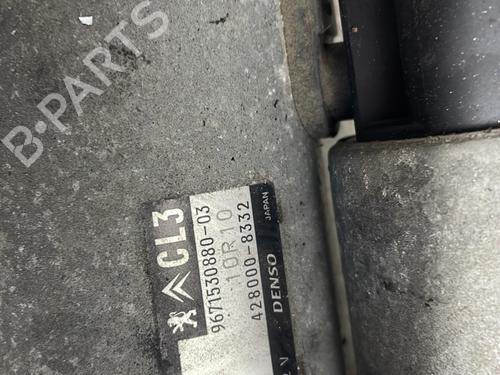 B-PARTS
CL3
9671530880-03
10R10
428000-8332
DENSO JAPAN
V